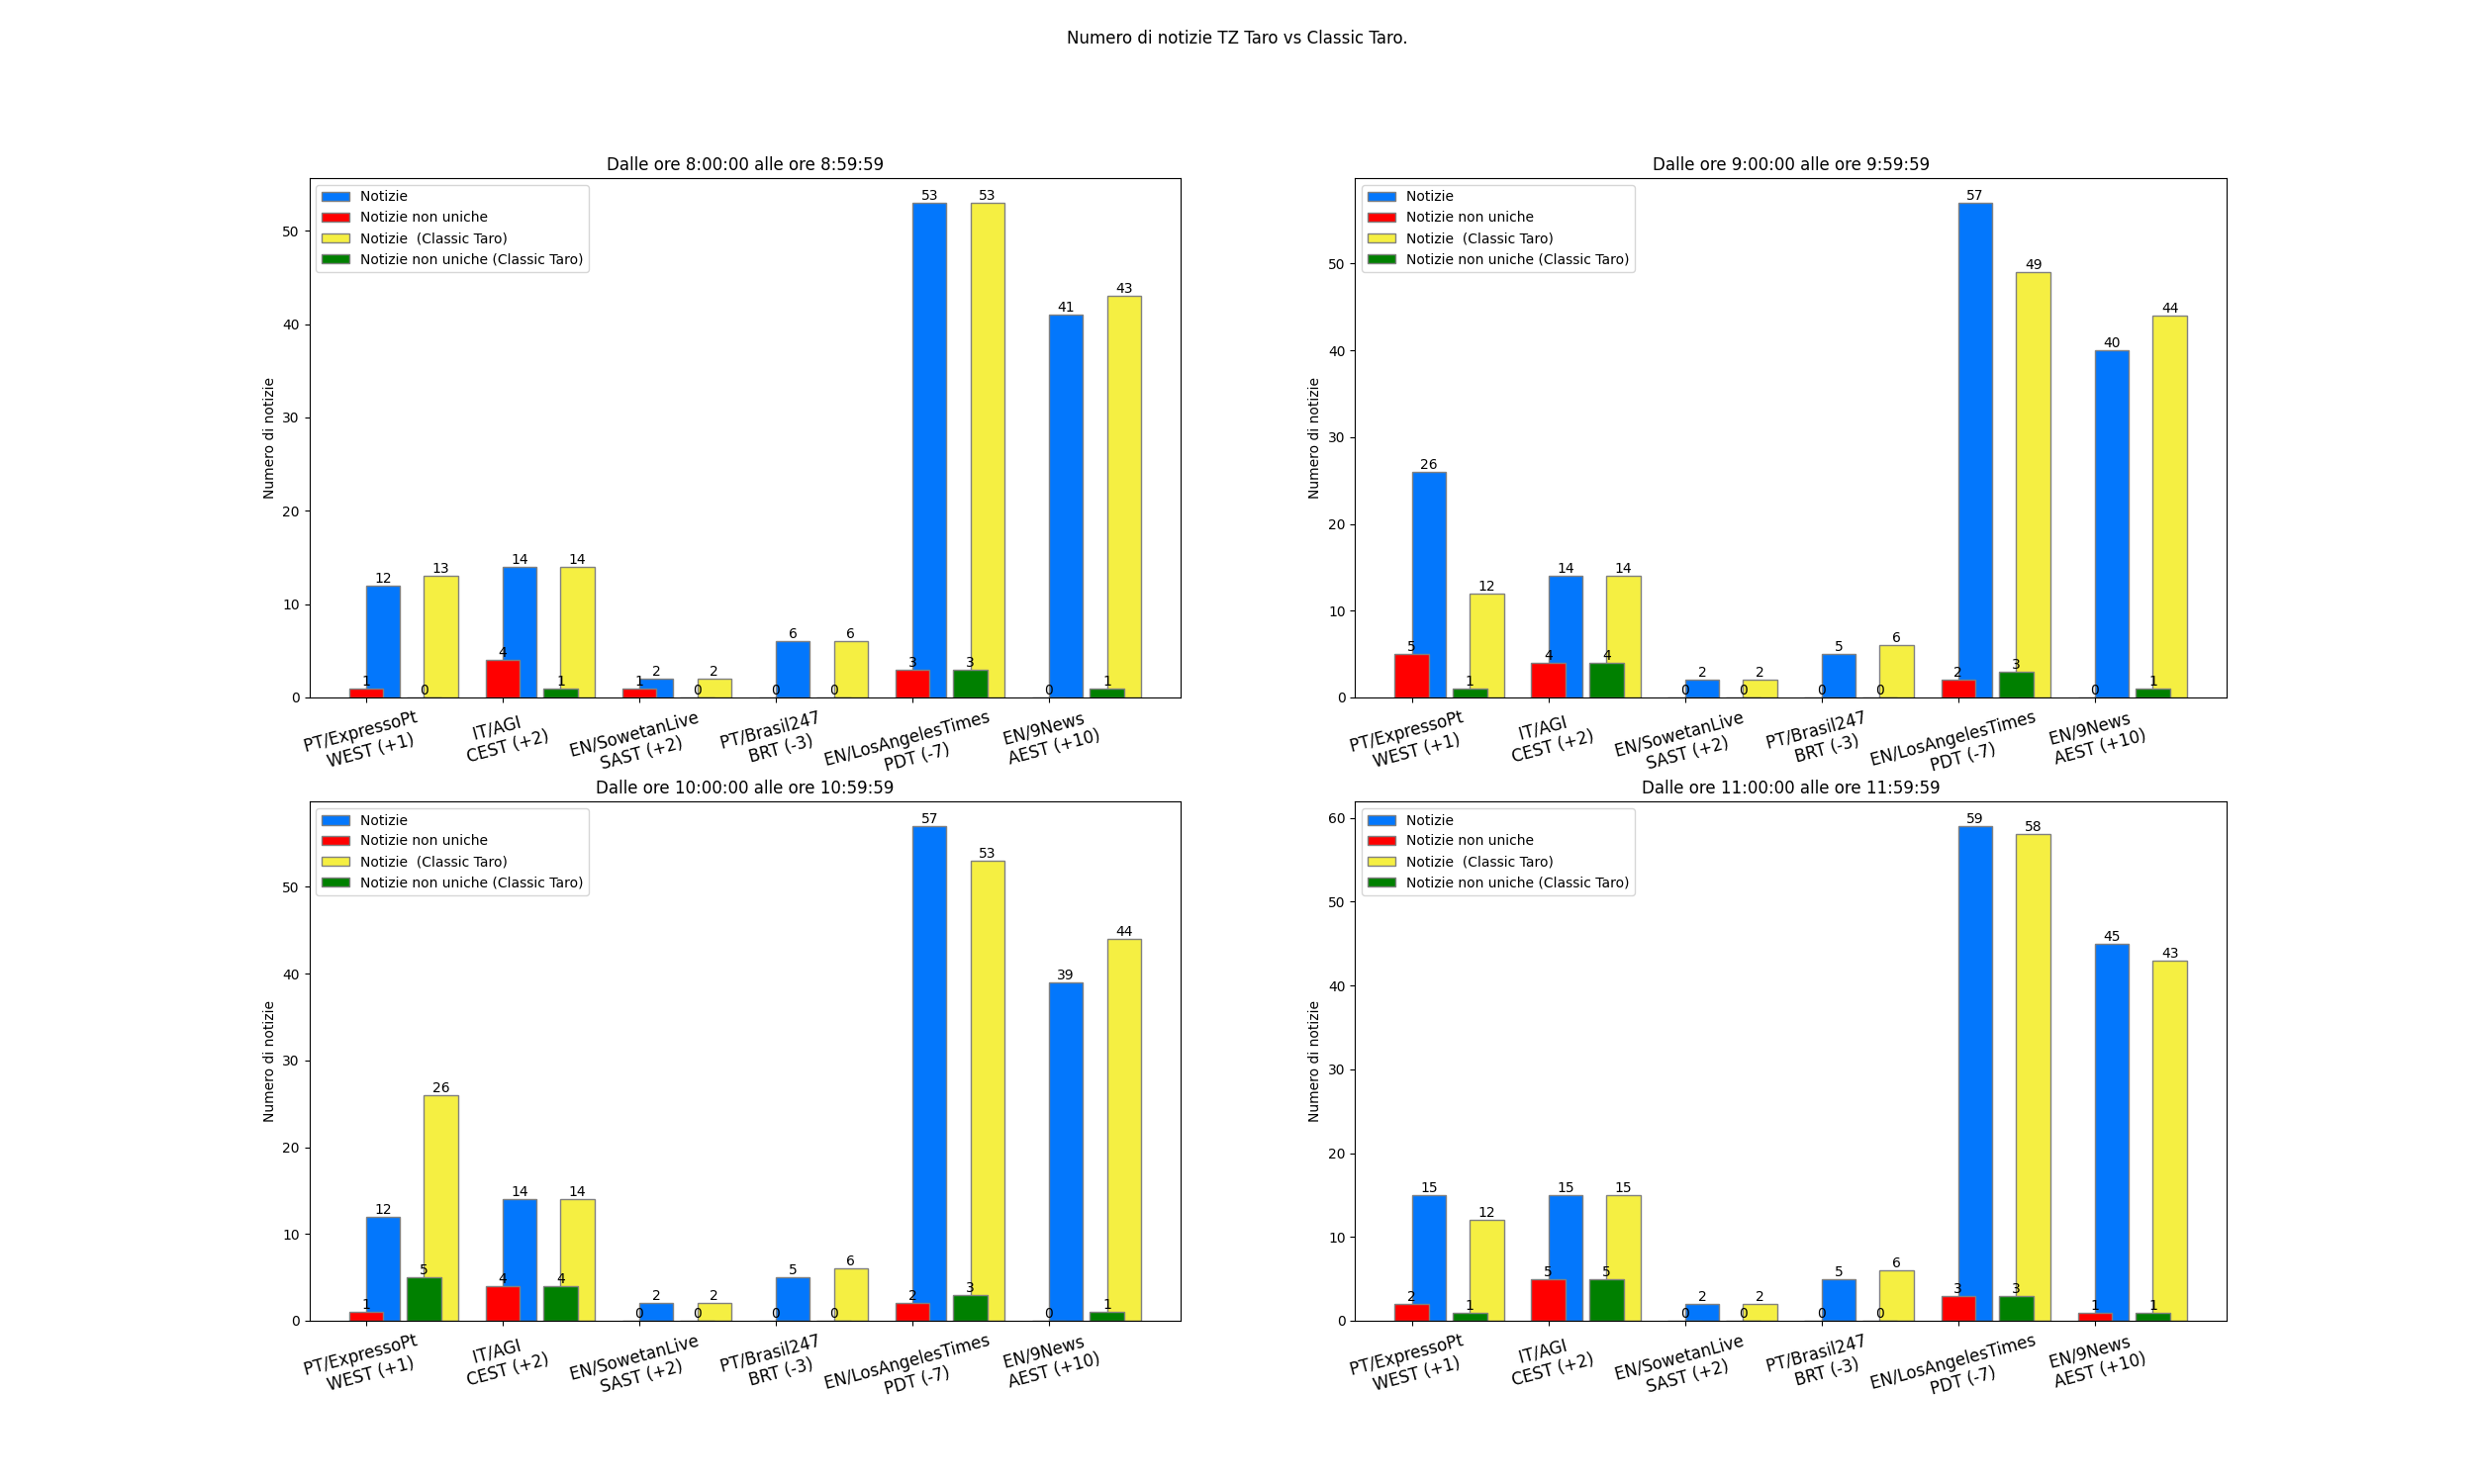 Numero di notizie TZ Taro vs Classic Taro.
Dalle ore 8:00:00 alle ore 8:59:59
Notizie
Notizie non uniche
Notizie  (Classic Taro)
Notizie non uniche (Classic Taro)
Numero di notizie
50
40
30
20
10
0
1
12
0
13
4
14
1
14
1
2
0
2
0
6
0
6
3
53
3
53
0
41
1
43
PT/ExpressoPt
WEST (+1)
IT/AGI
CEST (+2)
EN/SowetanLive
SAST (+2)
PT/Brasil247
BRT (-3)
EN/LosAngelesTimes
PDT (-7)
EN/9News
AEST (+10)
Dalle ore 9:00:00 alle ore 9:59:59
Notizie
Notizie non uniche
Notizie  (Classic Taro)
Notizie non uniche (Classic Taro)
Numero di notizie
50
40
30
20
10
0
5
26
1
12
4
14
4
14
0
2
0
2
0
5
0
6
2
57
3
49
0
40
1
44
PT/ExpressoPt
WEST (+1)
IT/AGI
CEST (+2)
EN/SowetanLive
SAST (+2)
PT/Brasil247
BRT (-3)
EN/LosAngelesTimes
PDT (-7)
EN/9News
AEST (+10)
Dalle ore 10:00:00 alle ore 10:59:59
Notizie
Notizie non uniche
Notizie  (Classic Taro)
Notizie non uniche (Classic Taro)
Numero di notizie
50
40
30
20
10
0
1
12
5
26
4
14
4
14
0
2
0
2
0
5
0
6
2
57
3
53
0
39
1
44
PT/ExpressoPt
WEST (+1)
IT/AGI
CEST (+2)
EN/SowetanLive
SAST (+2)
PT/Brasil247
BRT (-3)
EN/LosAngelesTimes
PDT (-7)
EN/9News
AEST (+10)
Dalle ore 11:00:00 alle ore 11:59:59
Notizie
Notizie non uniche
Notizie  (Classic Taro)
Notizie non uniche (Classic Taro)
Numero di notizie
60
50
40
30
20
10
0
2
15
1
12
5
15
5
15
0
2
0
2
0
5
0
6
3
59
3
58
1
45
1
43
PT/ExpressoPt
WEST (+1)
IT/AGI
CEST (+2)
EN/SowetanLive
SAST (+2)
PT/Brasil247
BRT (-3)
EN/LosAngelesTimes
PDT (-7)
EN/9News
AEST (+10)